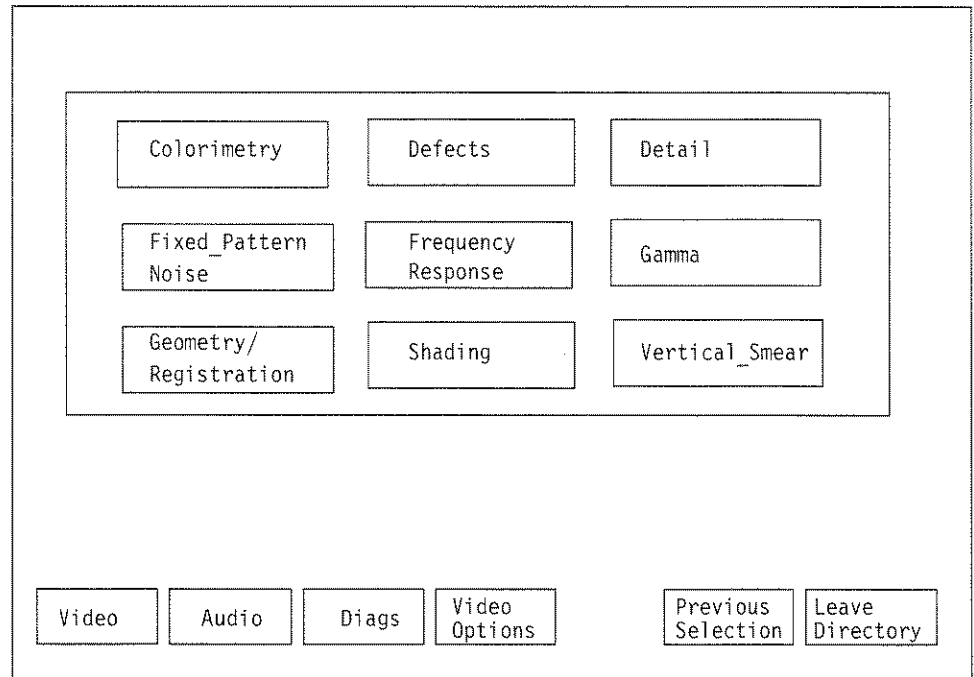 Colorimetry
Defects
Detail
Fixed_Pattern
Noise
Frequency
Response
Gamma
Geometry/
Registration
Shading
Vertical_Smear
Video
Audio
Diags
Video
Options
Previous
Selection
Leave
Directory